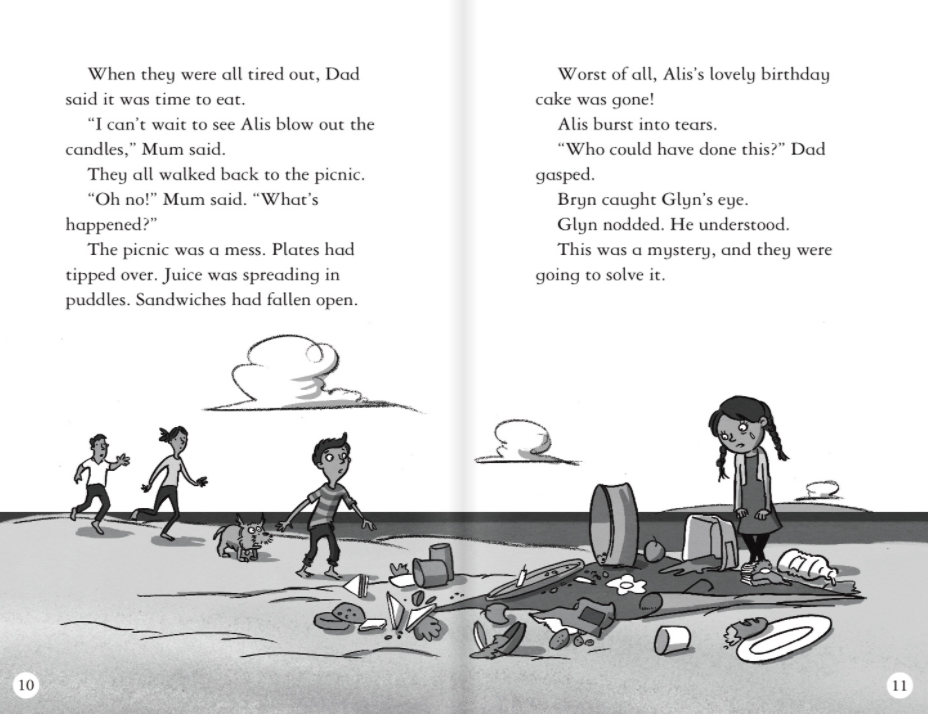 When they were all tired out, Dad
said it was time to eat.
“I can’t wait to see Alis blow out the
candles,” Mum said.
They all walked back to the picnic.
“Oh no!” Mum said. “What’s
happened?”
The picnic was a mess. Plates had
tipped over. Juice was spreading in
puddles. Sandwiches had fallen open.
10
Worst of all, Alis’s lovely birthday
cake was gone!
Alis burst into tears.
“Who could have done this?” Dad
gasped.
Bryn caught Glyn’s eye.
Glyn nodded. He understood.
This was a mystery, and they were
going to solve it.
11